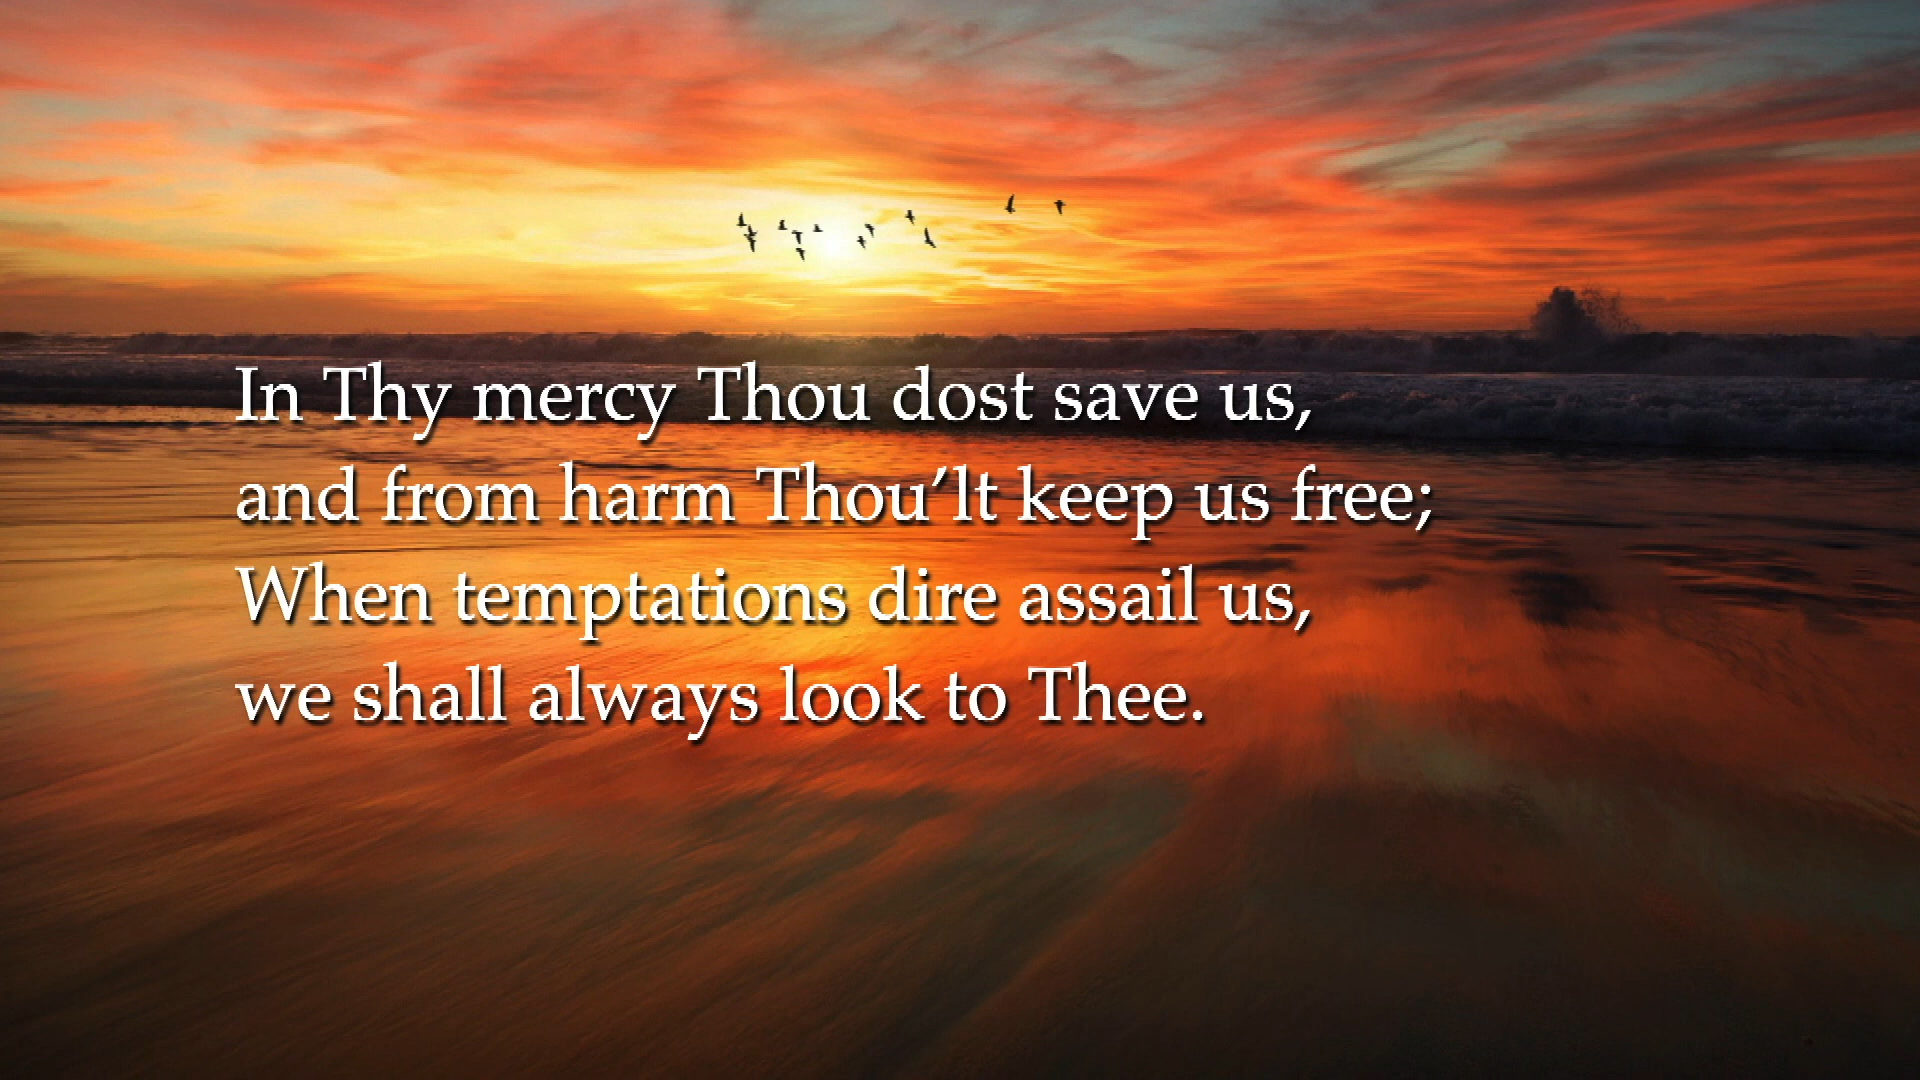 In Thy mercy Thou dost save us,
and from harm Thou’lt keep us free;
When temptations dire assail us,
we shall always look to Thee.